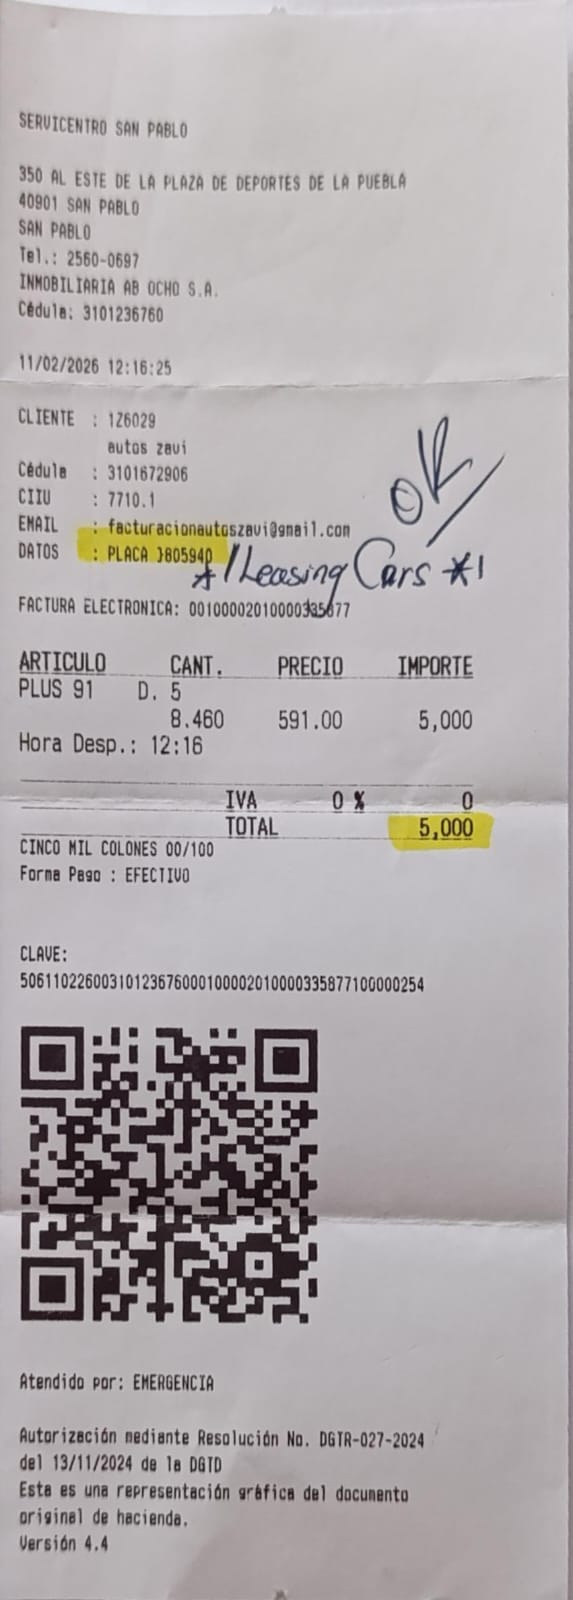 SERVICENTRO SAN PABLO
350 AL ESTE DE LA PLAZA DE DEPORTES DE LA PUEBLA
40901 SAN PABLO
SAN PABLO
Tel.: 2560-0697
INMOBILIARIA AB OCHO S.A.
Cédula: 3101236760
11/02/2026 12:16:25
CLIENTE : 126029
autos zavi
Cédula : 3101672906
CIIU : 7710.1
OK
EMAIL : facturacionautoszavi@gmail.com
DATOS : PLACA
Leasing Cars *1
FACTURA ELECTRONICA: 00100002010000335877
ARTICULO CANT. PRECIO IMPORTE
PLUS 91 D. 5
8.460 591.00 5,000
Hora Desp.: 12:16
IVA 0 % 0
TOTAL 5,000
CINCO MIL COLONES 00/100
Forma Pago : EFECTIVO
CLAVE:
50611022600310123676000100002010000335877100000254
Atendido por: EMERGENCIA
Autorización mediante Resolución No. DGTR-027-2024
del 13/11/2024 de la DGTD
Esta es una representación gráfica del documento
original de hacienda.
Versión 4.4